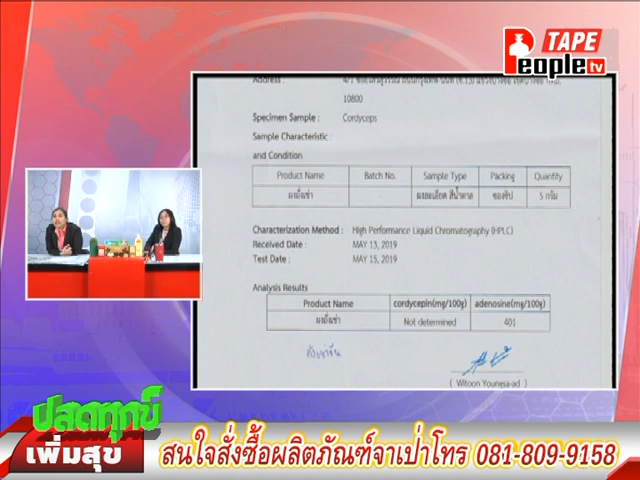 TAPE
People tv
Address :
10800
Specimen Sample : Cordyceps
Sample Characteristic :
and Condition
Product Name Batch No. Sample Type Packing Quantity
ผงถั่งเช่า ผงละเอียด สีน้ำตาล ซองซิป 5 กรัม
Characterization Method : High Performance Liquid Chromatography (HPLC)
Received Date : MAY 13, 2019
Test Date : MAY 15, 2019
Analysis Results
Product Name cordycepin(mg/100g) adenosine(mg/100g)
ผงถั่งเช่า Not determined 401
( Witoon Younesa-ad )
ปลดทุกข์
เพิ่มสุข
สนใจสั่งซื้อผลิตภัณฑ์จาเป่าโทร 081-809-9158